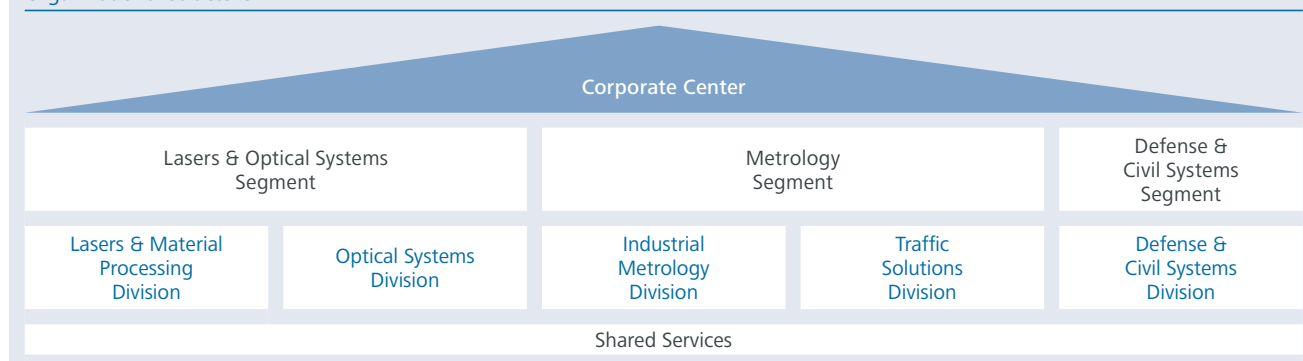 Corporate Center
Lasers & Optical Systems
Segment
Metrology
Segment
Defense &
Civil Systems
Segment
Lasers & Material
Processing
Division
Optical Systems
Division
Industrial
Metrology
Division
Traffic
Solutions
Division
Defense &
Civil Systems
Division
Shared Services